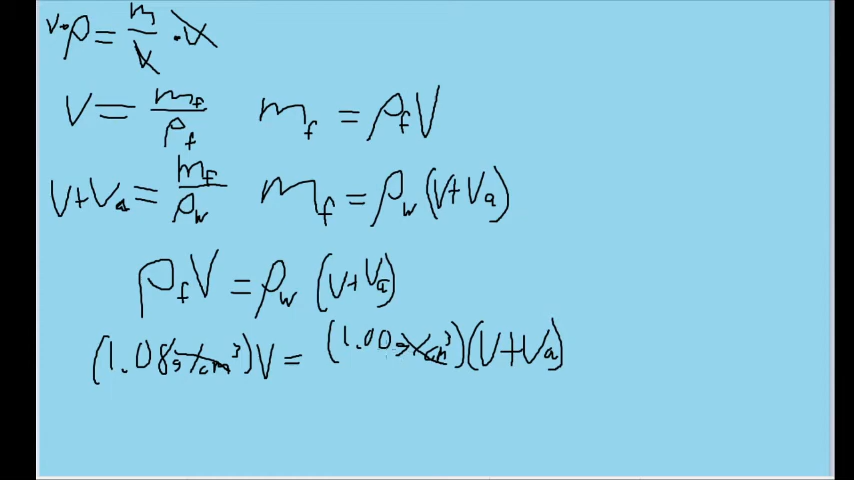 V·ρ = m/V · V
V = m_f/ρ_f  m_f = ρ_f V
V + V_a = m_f/ρ_w  m_f = ρ_w (V + V_a)
ρ_f V = ρ_w (V + V_a)
(1.08 g/cm³)V = (1.00 g/cm³)(V + V_a)